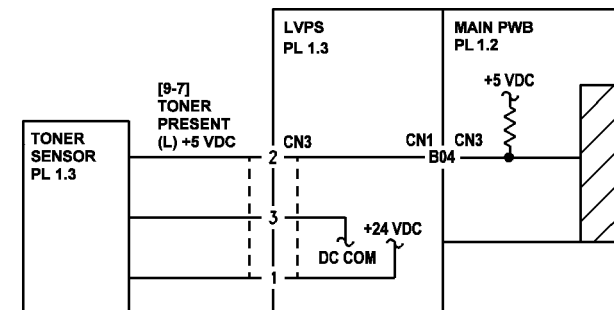 LVPS
PL 1.3
MAIN PWB
PL 1.2
+5 VDC
[9-7]
TONER
PRESENT
(L) +5 VDC
TONER
SENSOR
PL 1.3
CN3
2
CN1
CN3
B04
3
+24 VDC
DC COM
1